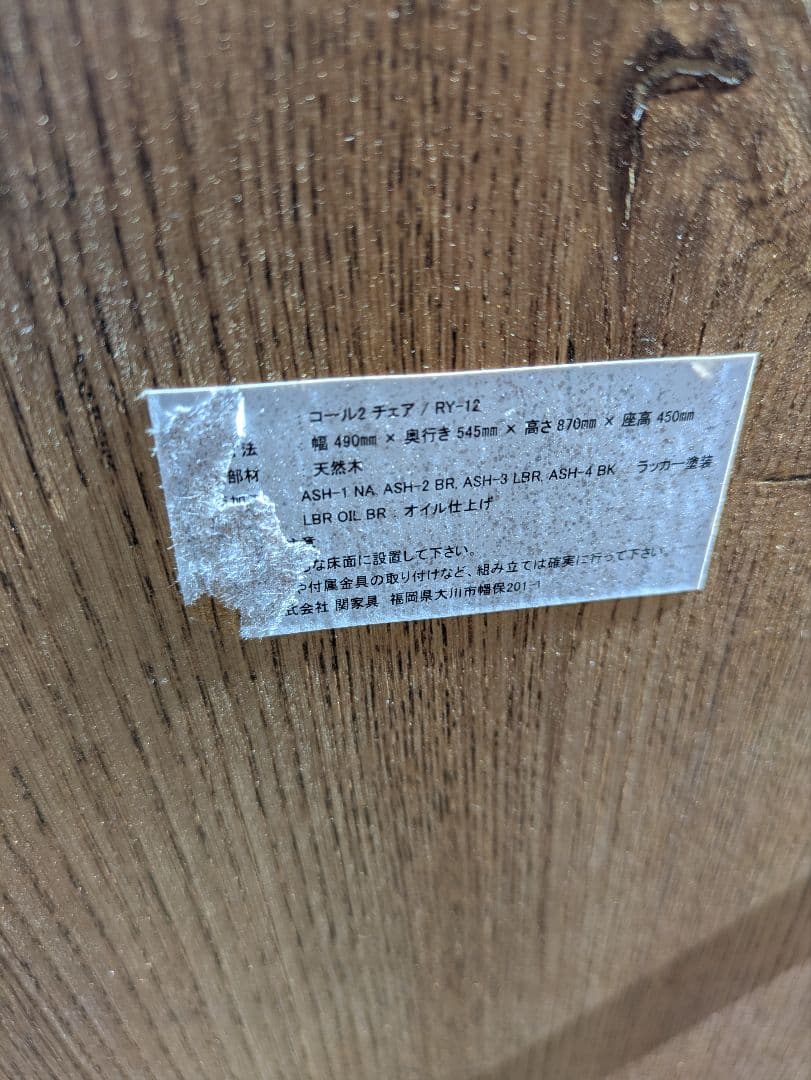 コール2 チェア / RY-12
法 : 幅 490mm × 奥行き 545mm × 高さ 870mm × 座高 450mm
部材 : 天然木
ASH-1 NA, ASH-2 BR, ASH-3 LBR, ASH-4 BK : ラッカー塗装
LBR OIL BR : オイル仕上げ
な床面に設置して下さい。
や付属金具の取り付けなど、組み立ては確実に行って下さい。
式会社 関家具 福岡県大川市幡保201-1